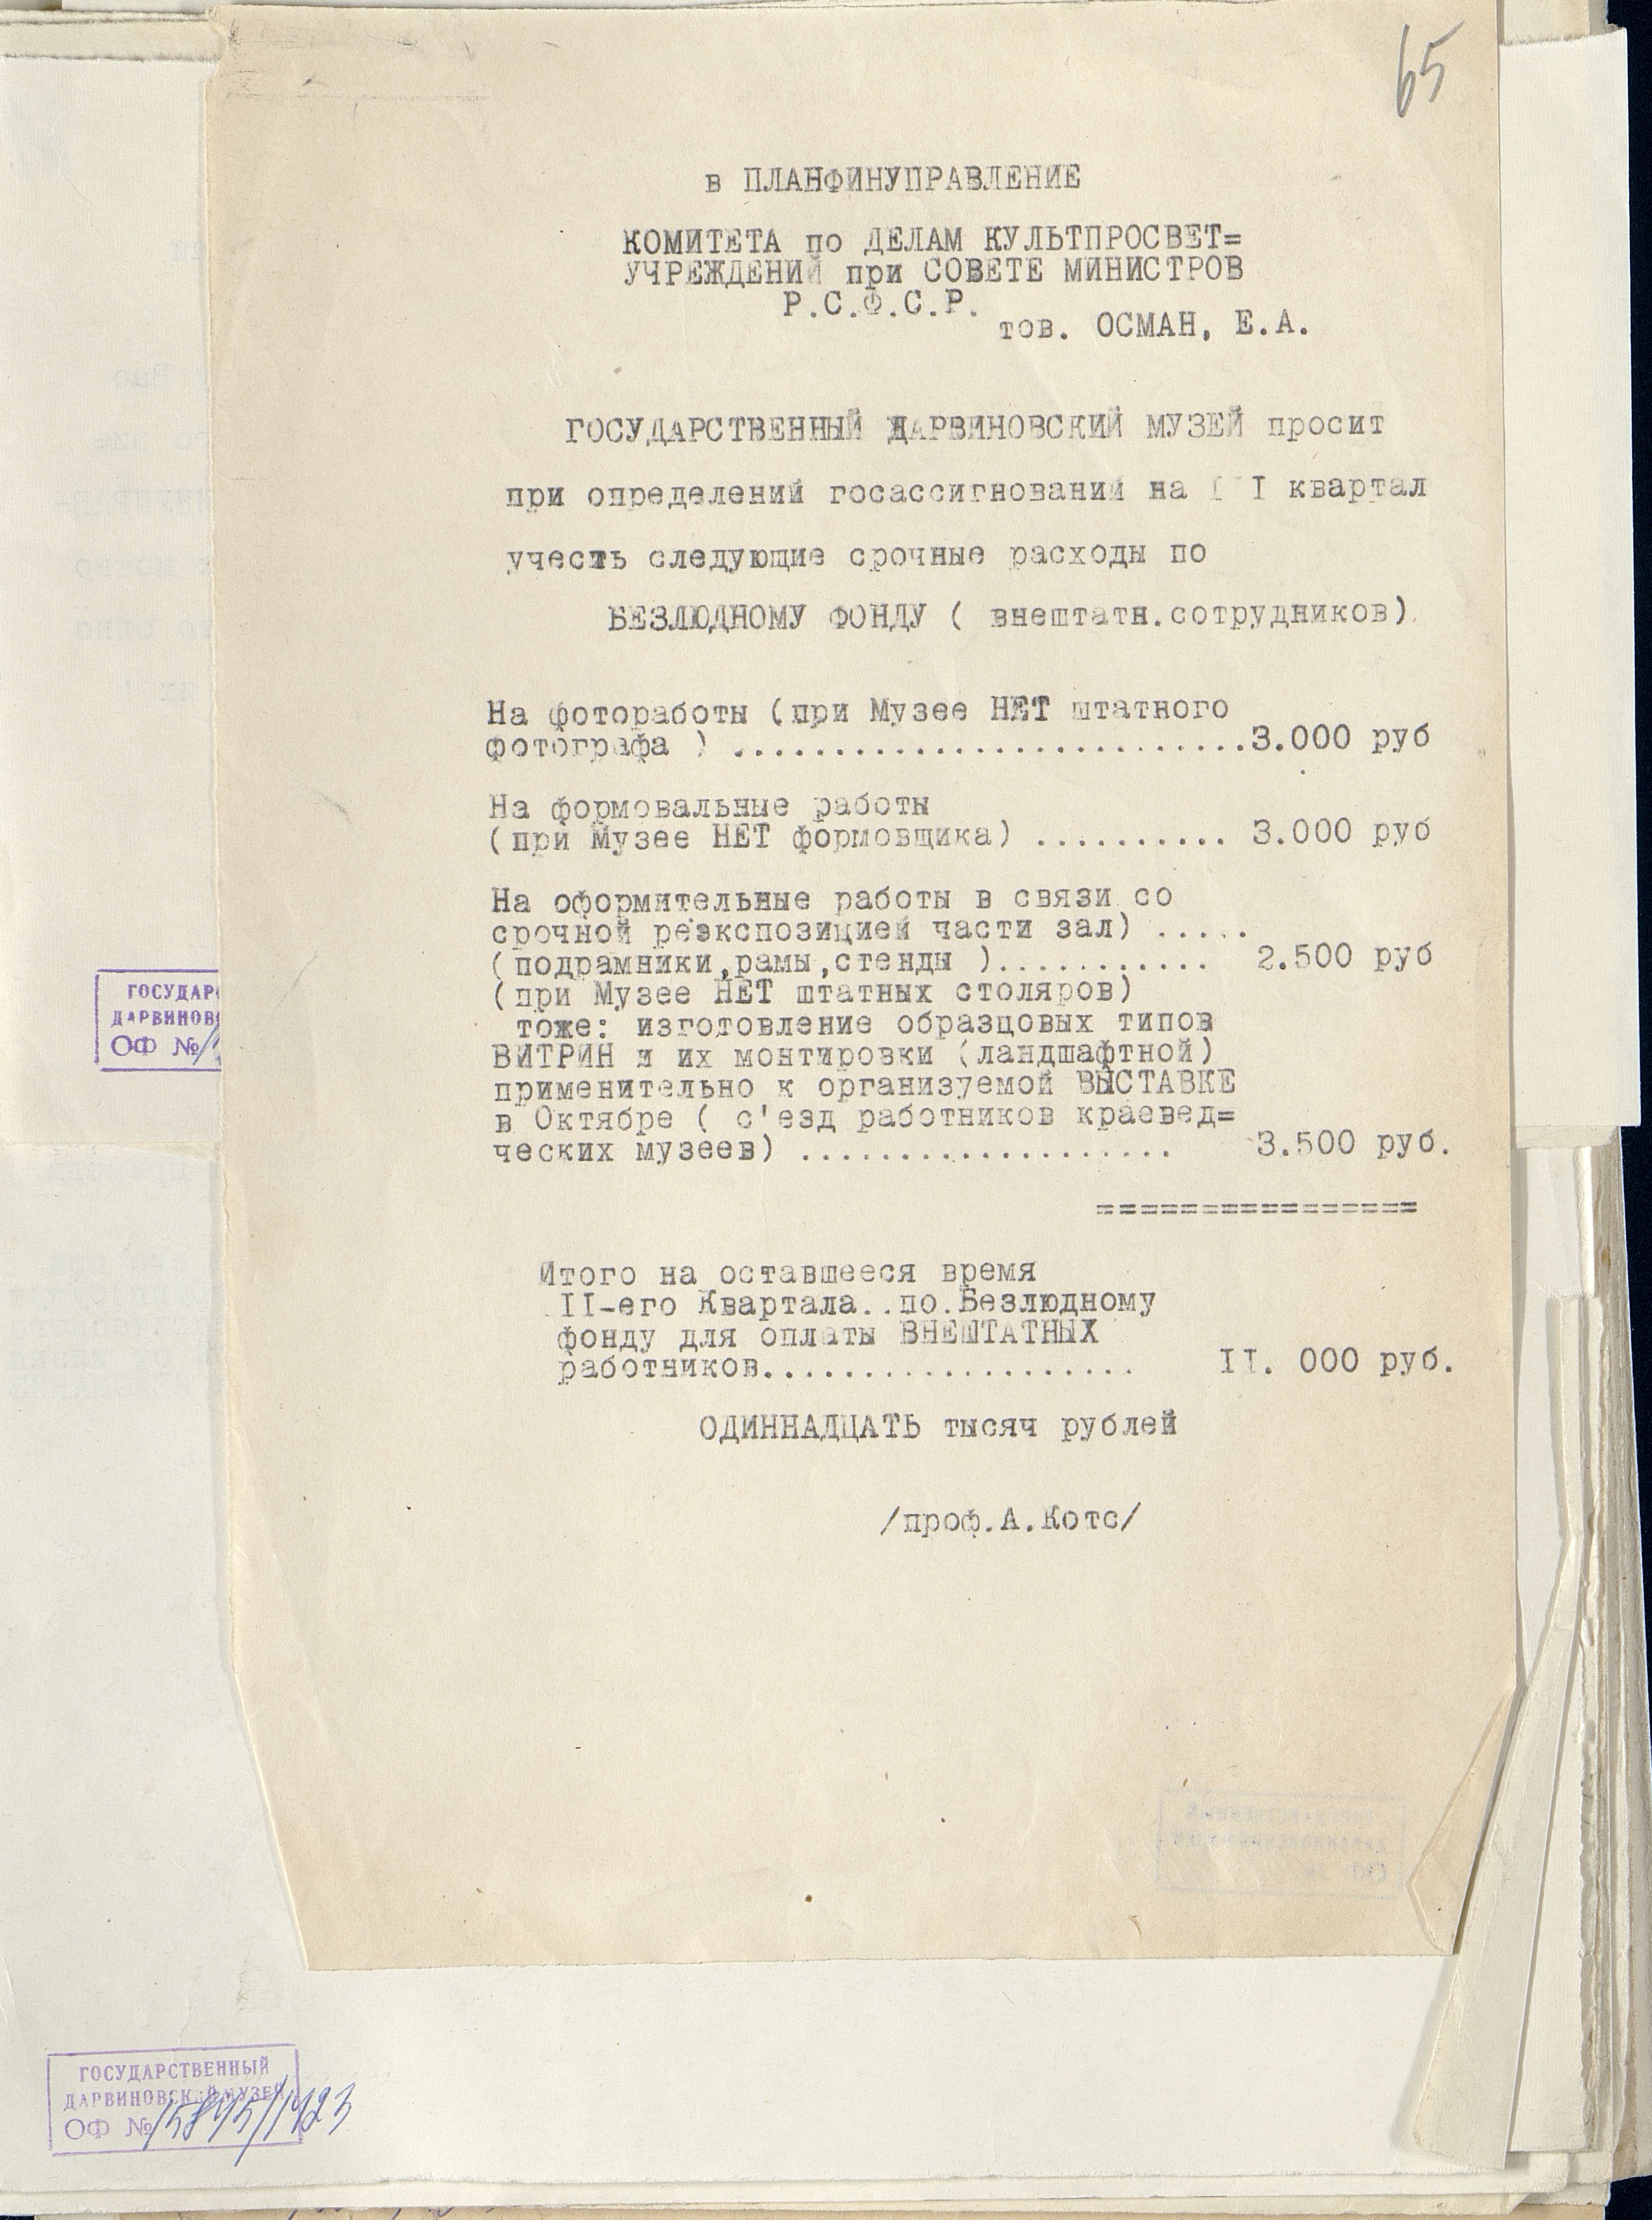 65
в ПЛАНФИНУПРАВЛЕНИЕ
КОМИТЕТА по ДЕЛАМ КУЛЬТПРОСВЕТ=
УЧРЕЖДЕНИЙ при СОВЕТЕ МИНИСТРОВ
Р.С.Ф.С.Р.
тов. ОСМАН, Е.А.
ГОСУДАРСТВЕННЫЙ ДАРВИНОВСКИЙ МУЗЕЙ просит
при определений госассигнований на квартал
учесть следующие срочные расходы по
БЕЗЛЮДНОМУ ФОНДУ ( внештатн.сотрудников)
На фотоработы (при Музее НЕТ штатного
фотографа ) ..........................3.000 руб
На формовальные работы
(при Музее НЕТ формовщика) .......... 3.000 руб
На оформительные работы в связи со
срочной реэкспозицией части зал) .....
(подрамники,рамы,стенды )........... 2.500 руб
(при Музее НЕТ штатных столяров)
тоже: изготовление образцовых типов
ВИТРИН и их монтировки (ландшафтной)
применительно к организуемой ВЫСТАВКЕ
в Октябре ( с'езд работников краевед=
ческих музеев) ................... 3.500 руб.
================
Итого на оставшееся время
II-его Квартала..по.Безлюдному
фонду для оплаты ВНЕШТАТНЫХ
работников................... II. 000 руб.
ОДИННАДЦАТЬ тысяч рублей
/проф.А.Котс/
ГОСУДАР
ДАРВИНОВ
ОФ №
ГОСУДАРСТВЕННЫЙ
ДАРВИНОВСКИЙ МУЗЕЙ
ОФ № 15845/1423